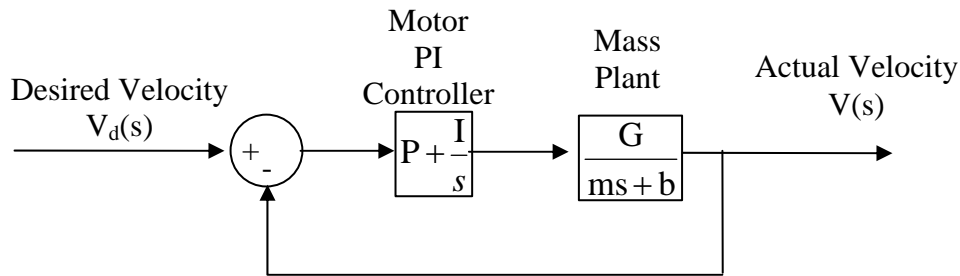 Motor
PI
Controller
Mass
Plant
Actual Velocity
V(s)
Desired Velocity
V_d(s)
+
-
P + I/s
G/(ms + b)